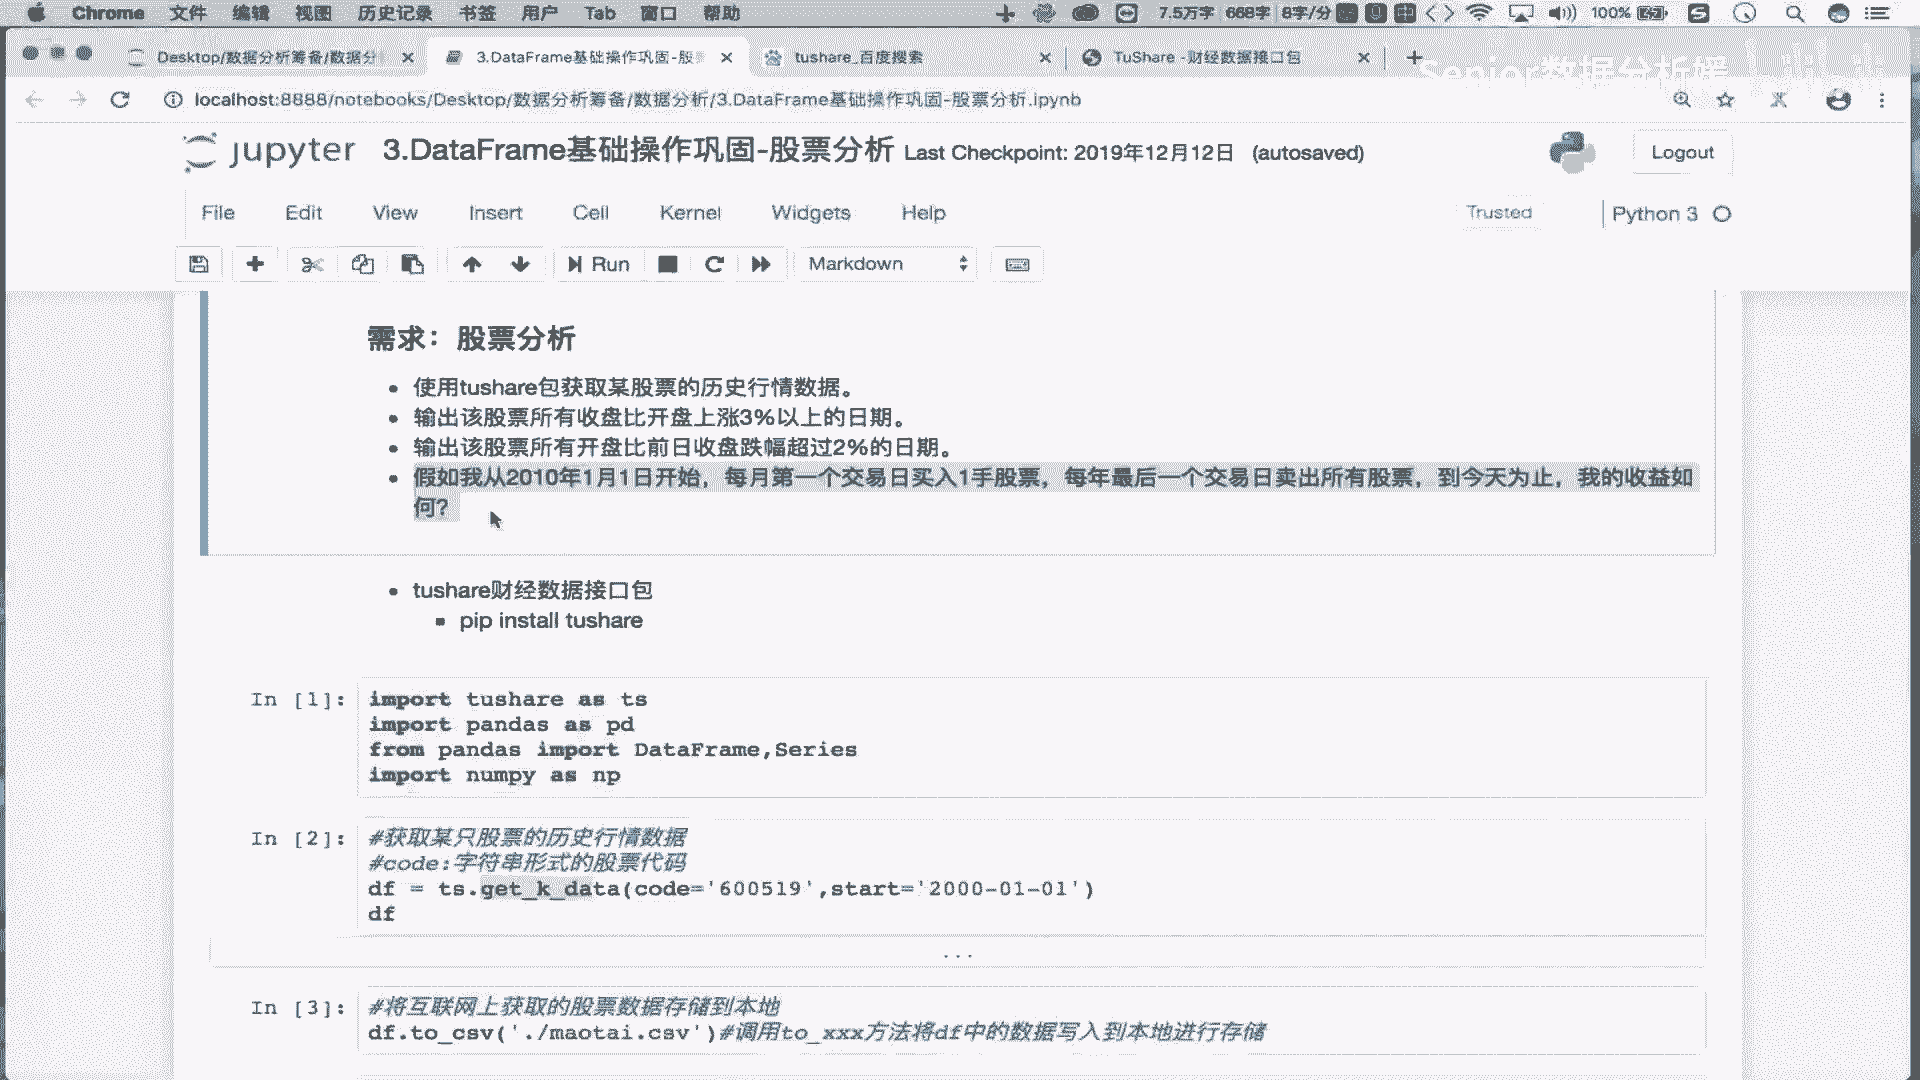 Chrome 文件 编辑 视图 历史记录 书签 用户 Tab 窗口 帮助 7.5万字 668字 8字/分 100%
Desktop/数据分析筹备/数据分 3.DataFrame基础操作巩固-股 tushare_百度搜索 TuShare -财经数据接口包
Senior数据分析媛
localhost:8888/notebooks/Desktop/数据分析筹备/数据分析/3.DataFrame基础操作巩固-股票分析.ipynb
jupyter 3.DataFrame基础操作巩固-股票分析 Last Checkpoint: 2019年12月12日 (autosaved) Logout
File Edit View Insert Cell Kernel Widgets Help Trusted Python 3
Run Markdown
需求：股票分析
• 使用tushare包获取某股票的历史行情数据。
• 输出该股票所有收盘比开盘上涨3%以上的日期。
• 输出该股票所有开盘比前日收盘跌幅超过2%的日期。
• 假如我从2010年1月1日开始，每月第一个交易日买入1手股票，每年最后一个交易日卖出所有股票，到今天为止，我的收益如
何?
• tushare财经数据接口包
▪ pip install tushare
In [1]: import tushare as ts
import pandas as pd
from pandas import DataFrame,Series
import numpy as np
In [2]: #获取某只股票的历史行情数据
#code:字符串形式的股票代码
df = ts.get_k_data(code='600519',start='2000-01-01')
df
...
In [3]: #将互联网上获取的股票数据存储到本地
df.to_csv('./maotai.csv')#调用to_xxx方法将df中的数据写入到本地进行存储